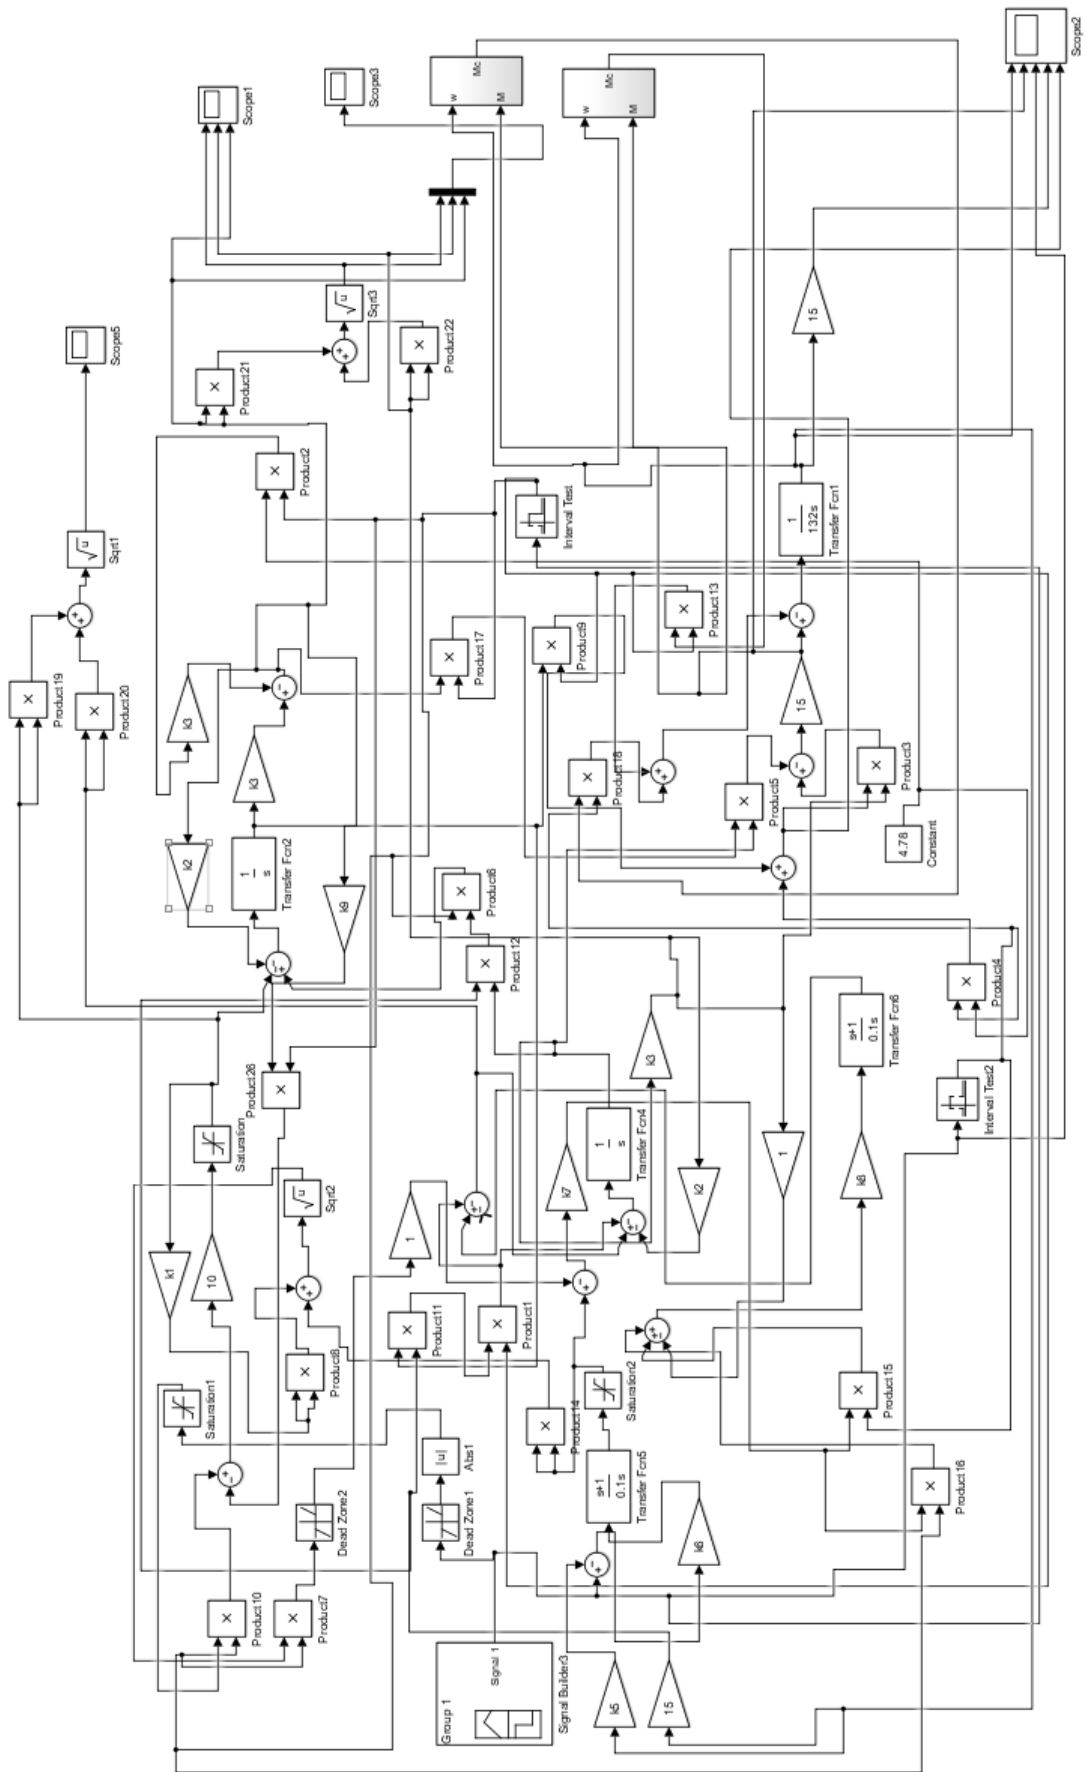 Product19
Sqrt1
Scope5
Product20
k1
k2
k3
Saturation1
10
Saturation
Product21
Scope1
Product10
1
s
k3
Transfer Fcn2
Product26
Product2
Product7
Product8
√u
Sqrt2
k9
√u
Sqrt3
Dead Zone2
Scope3
1
Product12
Product22
Group 1
Signal 1
Signal Builder3
Dead Zone1
|u|
Abs1
Product11
Product6
Product17
w
M
Mc
Product1
k7
Product9
Interval Test
k5
s+1
0.1s
Transfer Fcn5
Product14
Saturation2
1
s
Transfer Fcn4
k3
Product18
w
M
Mc
15
k6
k2
Product13
Product5
1
15
1
132s
Transfer Fcn1
15
Product15
k8
s+1
0.1s
Transfer Fcn6
Product3
4.78
Constant
Product16
Interval Test2
Product4
Scope2